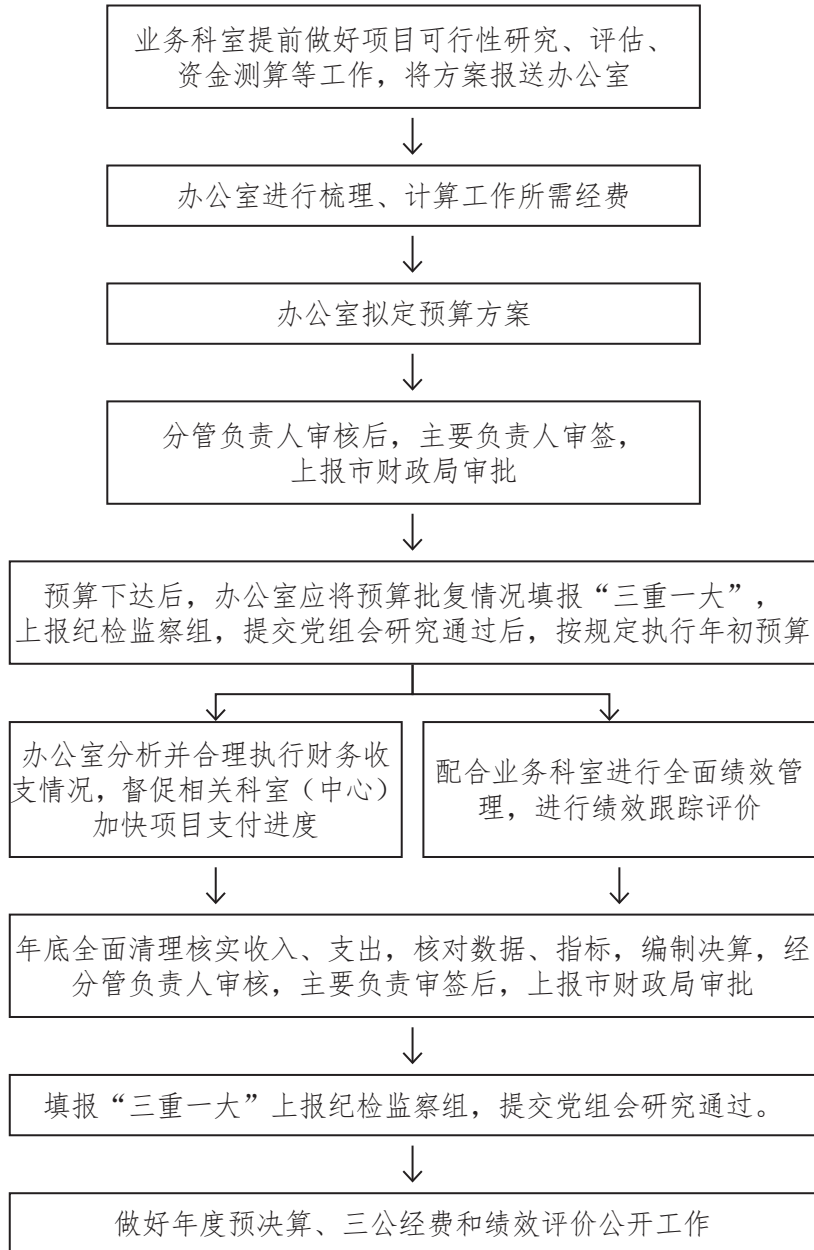 业务科室提前做好项目可行性研究、评估、
资金测算等工作，将方案报送办公室
办公室进行梳理、计算工作所需经费
办公室拟定预算方案
分管负责人审核后，主要负责人审签，
上报市财政局审批
预算下达后，办公室应将预算批复情况填报“三重一大”，
上报纪检监察组，提交党组会研究通过后，按规定执行年初预算
办公室分析并合理执行财务收
支情况，督促相关科室（中心）
加快项目支付进度
配合业务科室进行全面绩效管
理，进行绩效跟踪评价
年底全面清理核实收入、支出，核对数据、指标，编制决算，经
分管负责人审核，主要负责审签后，上报市财政局审批
填报“三重一大”上报纪检监察组，提交党组会研究通过。
做好年度预决算、三公经费和绩效评价公开工作